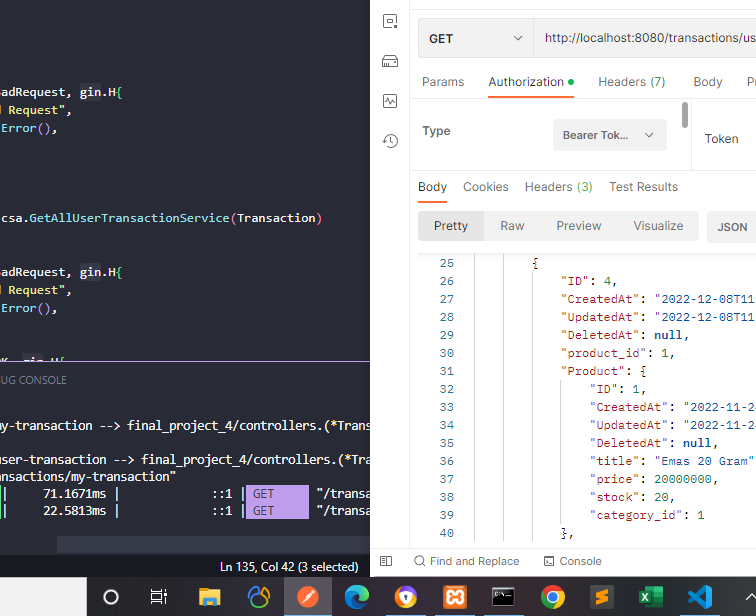 adRequest, gin.H{
d Request",
Error(),
csa.GetAllUserTransactionService(Transaction)
adRequest, gin.H{
d Request",
Error(),
gin.H{
UG CONSOLE
my-transaction --> final_project_4/controllers.(*Trans
user-transaction --> final_project_4/controllers.(*Tra
ansactions/my-transaction"
| 71.1671ms | ::1 | GET "/transa
| 22.5813ms | ::1 | GET "/transa
Ln 135, Col 42 (3 selected)
GET http://localhost:8080/transactions/us
Params Authorization Headers (7) Body P
Type Bearer Tok... Token
Body Cookies Headers (3) Test Results
Pretty Raw Preview Visualize JSON
25 {
26 "ID": 4,
27 "CreatedAt": "2022-12-08T11
28 "UpdatedAt": "2022-12-08T11
29 "DeletedAt": null,
30 "product_id": 1,
31 "Product": {
32 "ID": 1,
33 "CreatedAt": "2022-11-24
34 "UpdatedAt": "2022-11-24
35 "DeletedAt": null,
36 "title": "Emas 20 Gram"
37 "price": 20000000,
38 "stock": 20,
39 "category_id": 1
40 },
Find and Replace Console